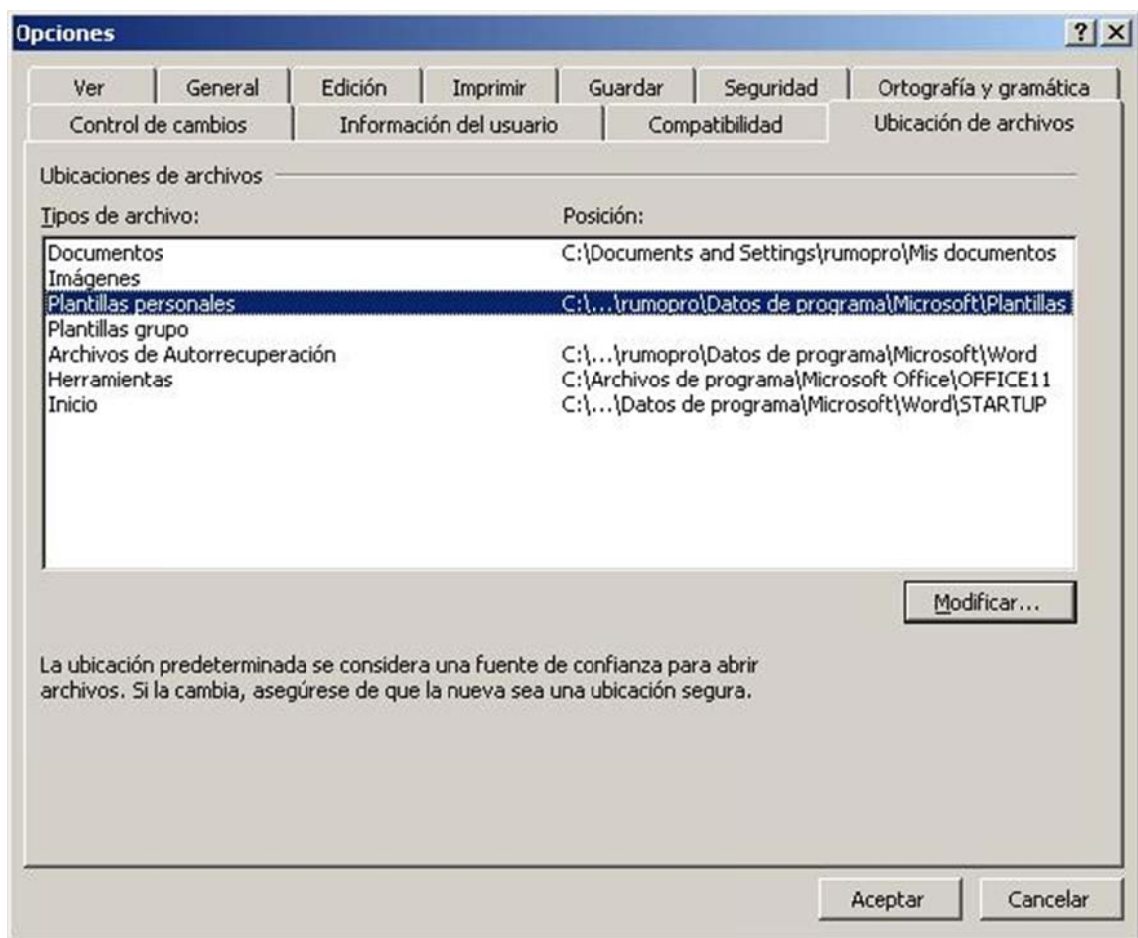 Opciones
Ver General Edición Imprimir Guardar Seguridad Ortografía y gramática
Control de cambios Información del usuario Compatibilidad Ubicación de archivos
Ubicaciones de archivos
Tipos de archivo: Posición:
Documentos C:\Documents and Settings\rumopro\Mis documentos
Imágenes
Plantillas personales C:\...\rumopro\Datos de programa\Microsoft\Plantillas
Plantillas grupo
Archivos de Autorrecuperación C:\...\rumopro\Datos de programa\Microsoft\Word
Herramientas C:\Archivos de programa\Microsoft Office\OFFICE11
Inicio C:\...\Datos de programa\Microsoft\Word\STARTUP
Modificar...
La ubicación predeterminada se considera una fuente de confianza para abrir
archivos. Si la cambia, asegúrese de que la nueva sea una ubicación segura.
Aceptar Cancelar